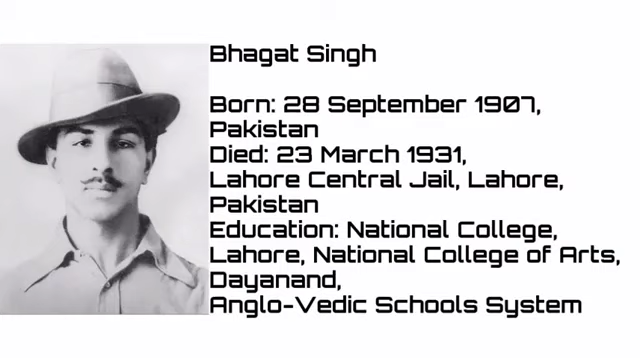 Bhagat Singh
Born: 28 September 1907,
Pakistan
Died: 23 March 1931,
Lahore Central Jail, Lahore,
Pakistan
Education: National College,
Lahore, National College of Arts,
Dayanand,
Anglo-Vedic Schools System